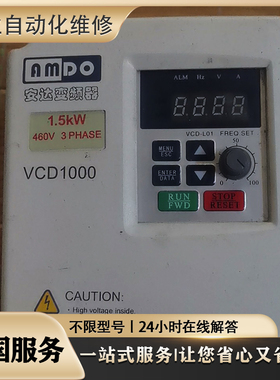 业自动化维修
AMDO
安达变频器
1.5kW
460V 3 PHASE
VCD1000
ALM Hz V A
8.8.8.8
VCD-L01 FREQ SET
50
0 100
MENU
ESC
ENTER
DATA
RUN
FWD
STOP
RESET
CAUTION:
High voltage inside.
不限型号｜24小时在线解答
国服务
一站式服务!让您省心又省